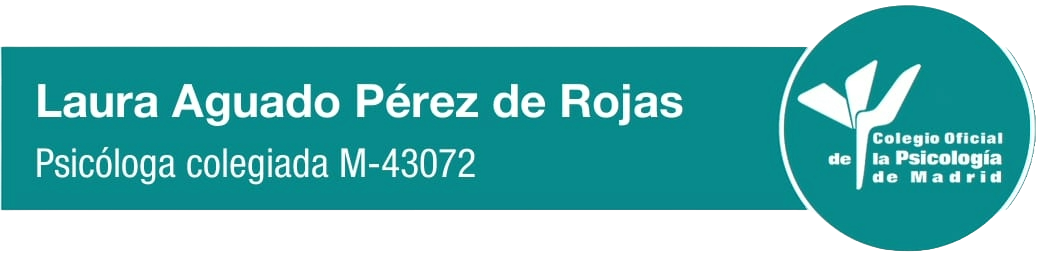 Laura Aguado Pérez de Rojas
Psicóloga colegiada M-43072
Colegio Oficial
de la Psicología
de Madrid